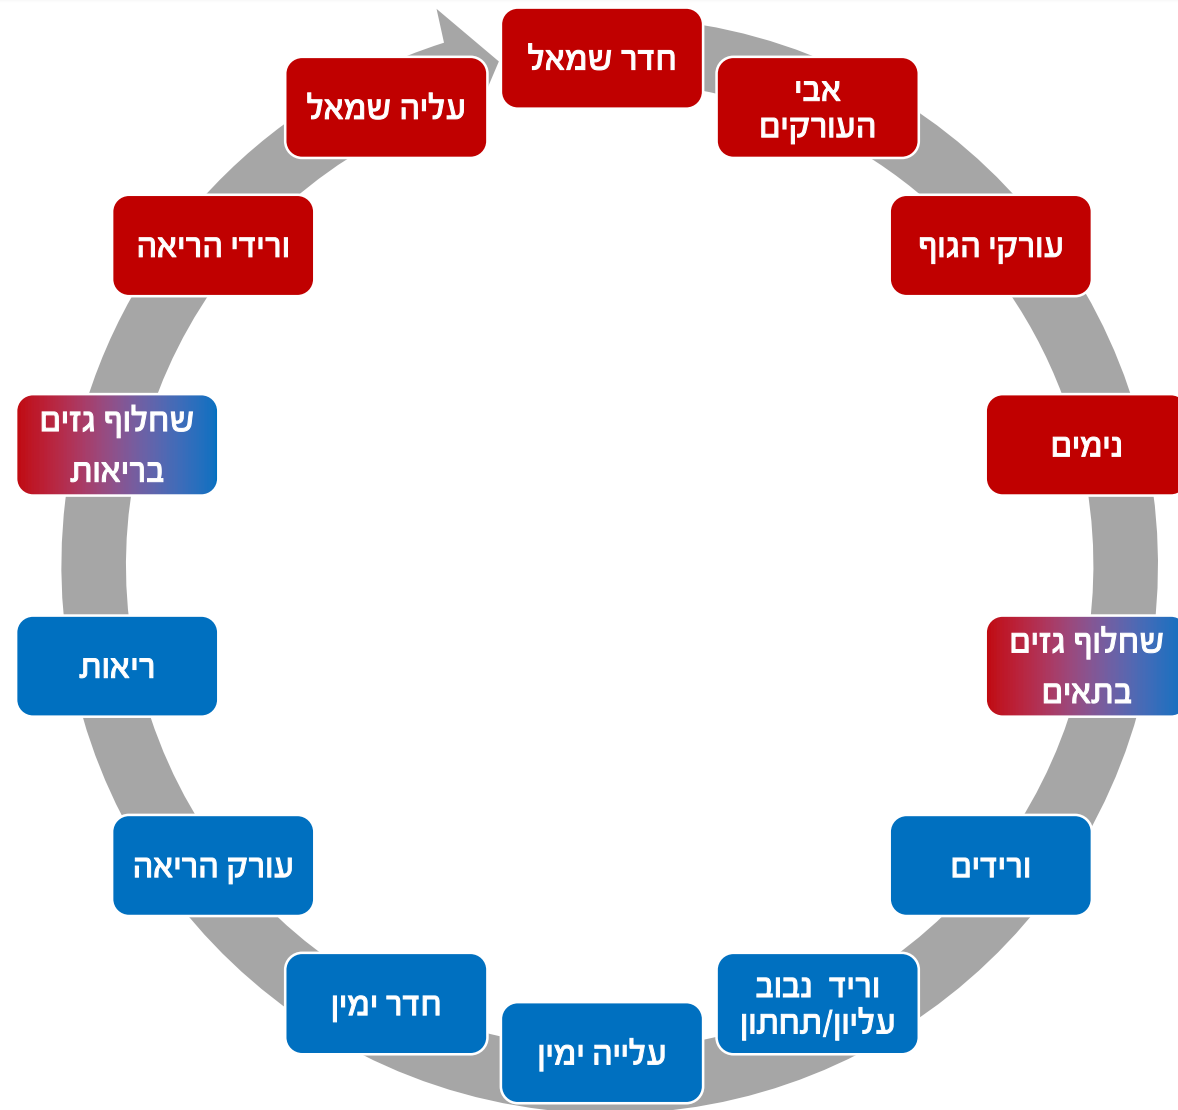 חדר שמאל
אבי
העורקים
עורקי הגוף
נימים
שחלוף גזים
בתאים
ורידים
וריד נבוב
עליון/תחתון
עלייה ימין
חדר ימין
עורק הריאה
ריאות
שחלוף גזים
בריאות
ורידי הריאה
עליה שמאל